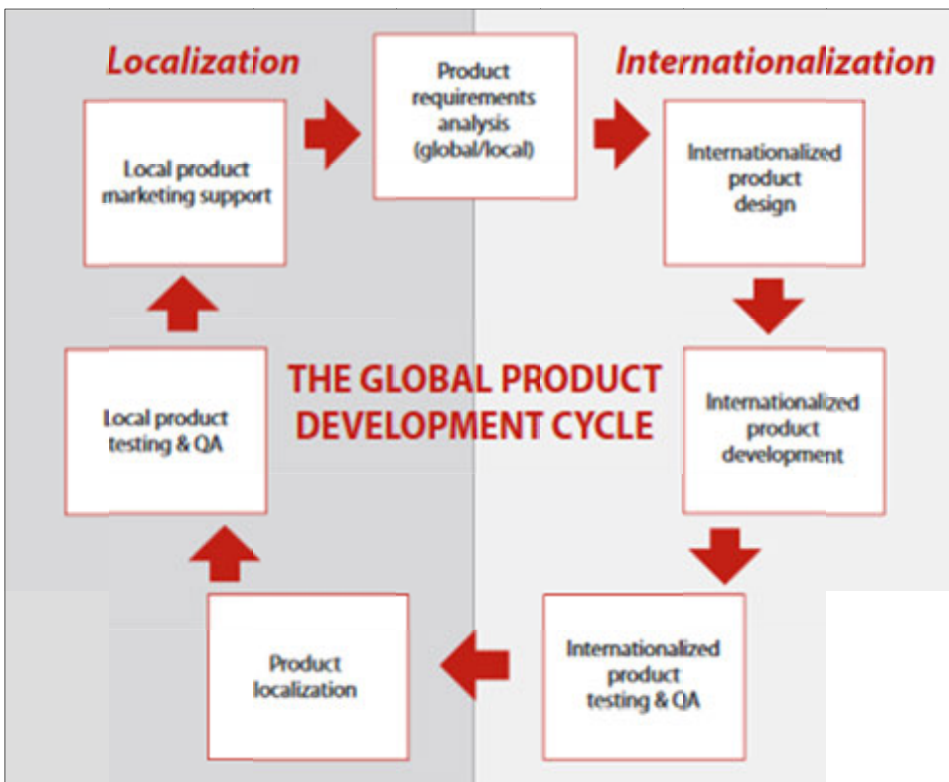 Localization
Internationalization
Product
requirements
analysis
(global/local)
Internationalized
product
design
Internationalized
product
development
Internationalized
product
testing & QA
Product
localization
Local product
testing & QA
Local product
marketing support
THE GLOBAL PRODUCT
DEVELOPMENT CYCLE